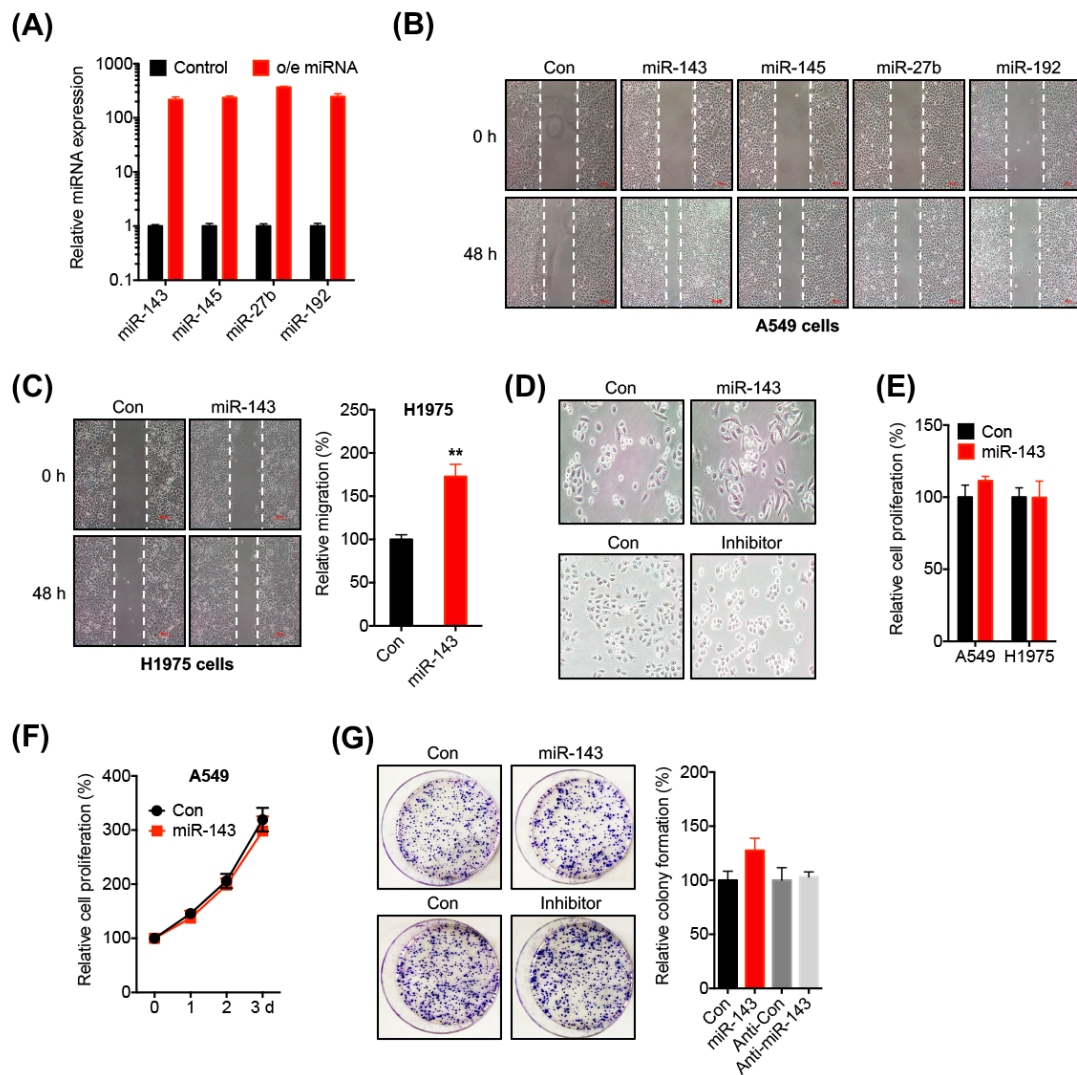 (A)
Control
o/e miRNA
Relative miRNA expression
1000
100
10
1
0.1
miR-143
miR-145
miR-27b
miR-192
(B)
Con
miR-143
miR-145
miR-27b
miR-192
0 h
48 h
A549 cells
(C)
Con
miR-143
0 h
48 h
H1975 cells
H1975
Relative migration (%)
250
200
150
100
50
0
**
Con
miR-143
(D)
Con
miR-143
Con
Inhibitor
(E)
Con
miR-143
Relative cell proliferation (%)
150
100
50
0
A549
H1975
(F)
A549
Con
miR-143
Relative cell proliferation (%)
400
300
200
100
0
0 1 2 3 d
(G)
Con
miR-143
Con
Inhibitor
Relative colony formation (%)
200
150
100
50
0
Con
miR-143
Anti-Con
Anti-miR-143